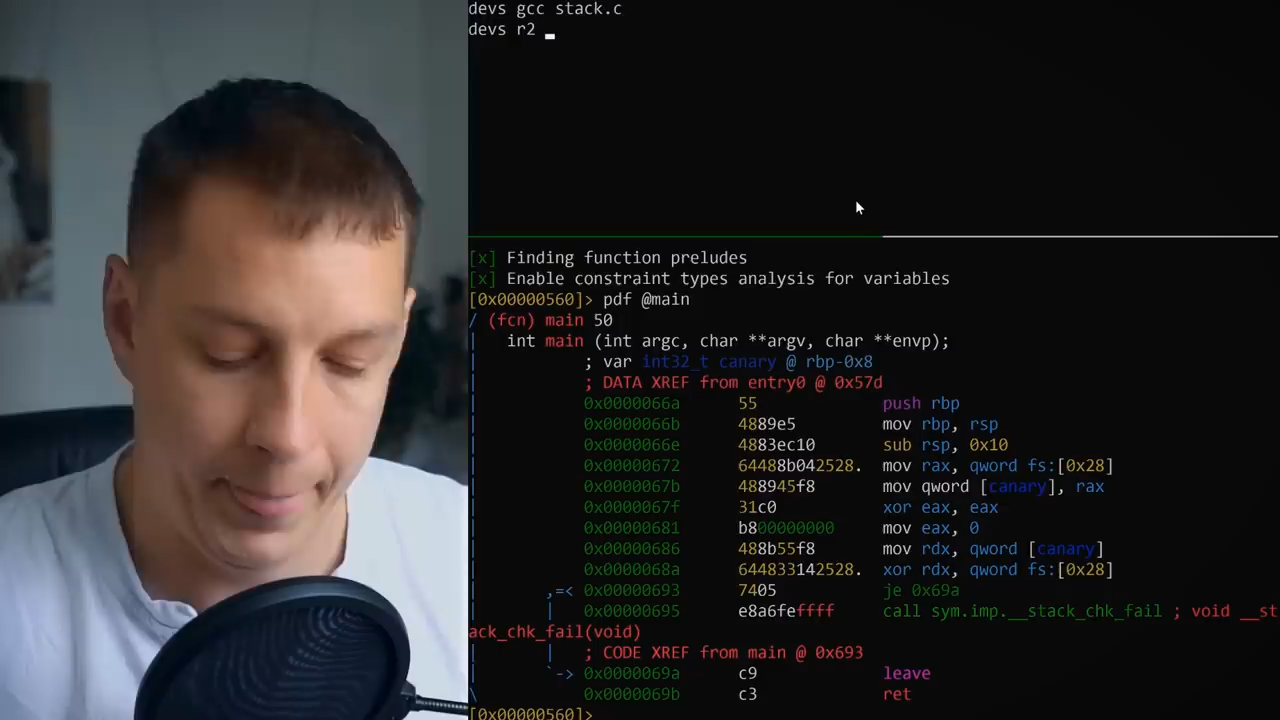 devs gcc stack.c
devs r2
[x] Finding function preludes
[x] Enable constraint types analysis for variables
[0x00000560]> pdf @main
/ (fcn) main 50
|   int main (int argc, char **argv, char **envp);
|           ; var int32_t canary @ rbp-0x8
|           ; DATA XREF from entry0 @ 0x57d
|           0x0000066a      55             push rbp
|           0x0000066b      4889e5         mov rbp, rsp
|           0x0000066e      4883ec10       sub rsp, 0x10
|           0x00000672      64488b042528.  mov rax, qword fs:[0x28]
|           0x0000067b      488945f8       mov qword [canary], rax
|           0x0000067f      31c0           xor eax, eax
|           0x00000681      b800000000     mov eax, 0
|           0x00000686      488b55f8       mov rdx, qword [canary]
|           0x0000068a      644833142528.  xor rdx, qword fs:[0x28]
|       ,=< 0x00000693      7405           je 0x69a
|       |   0x00000695      e8a6feffff     call sym.imp.__stack_chk_fail ; void __st
ack_chk_fail(void)
|       |   ; CODE XREF from main @ 0x693
|       `-> 0x0000069a      c9             leave
\           0x0000069b      c3             ret
[0x00000560]>